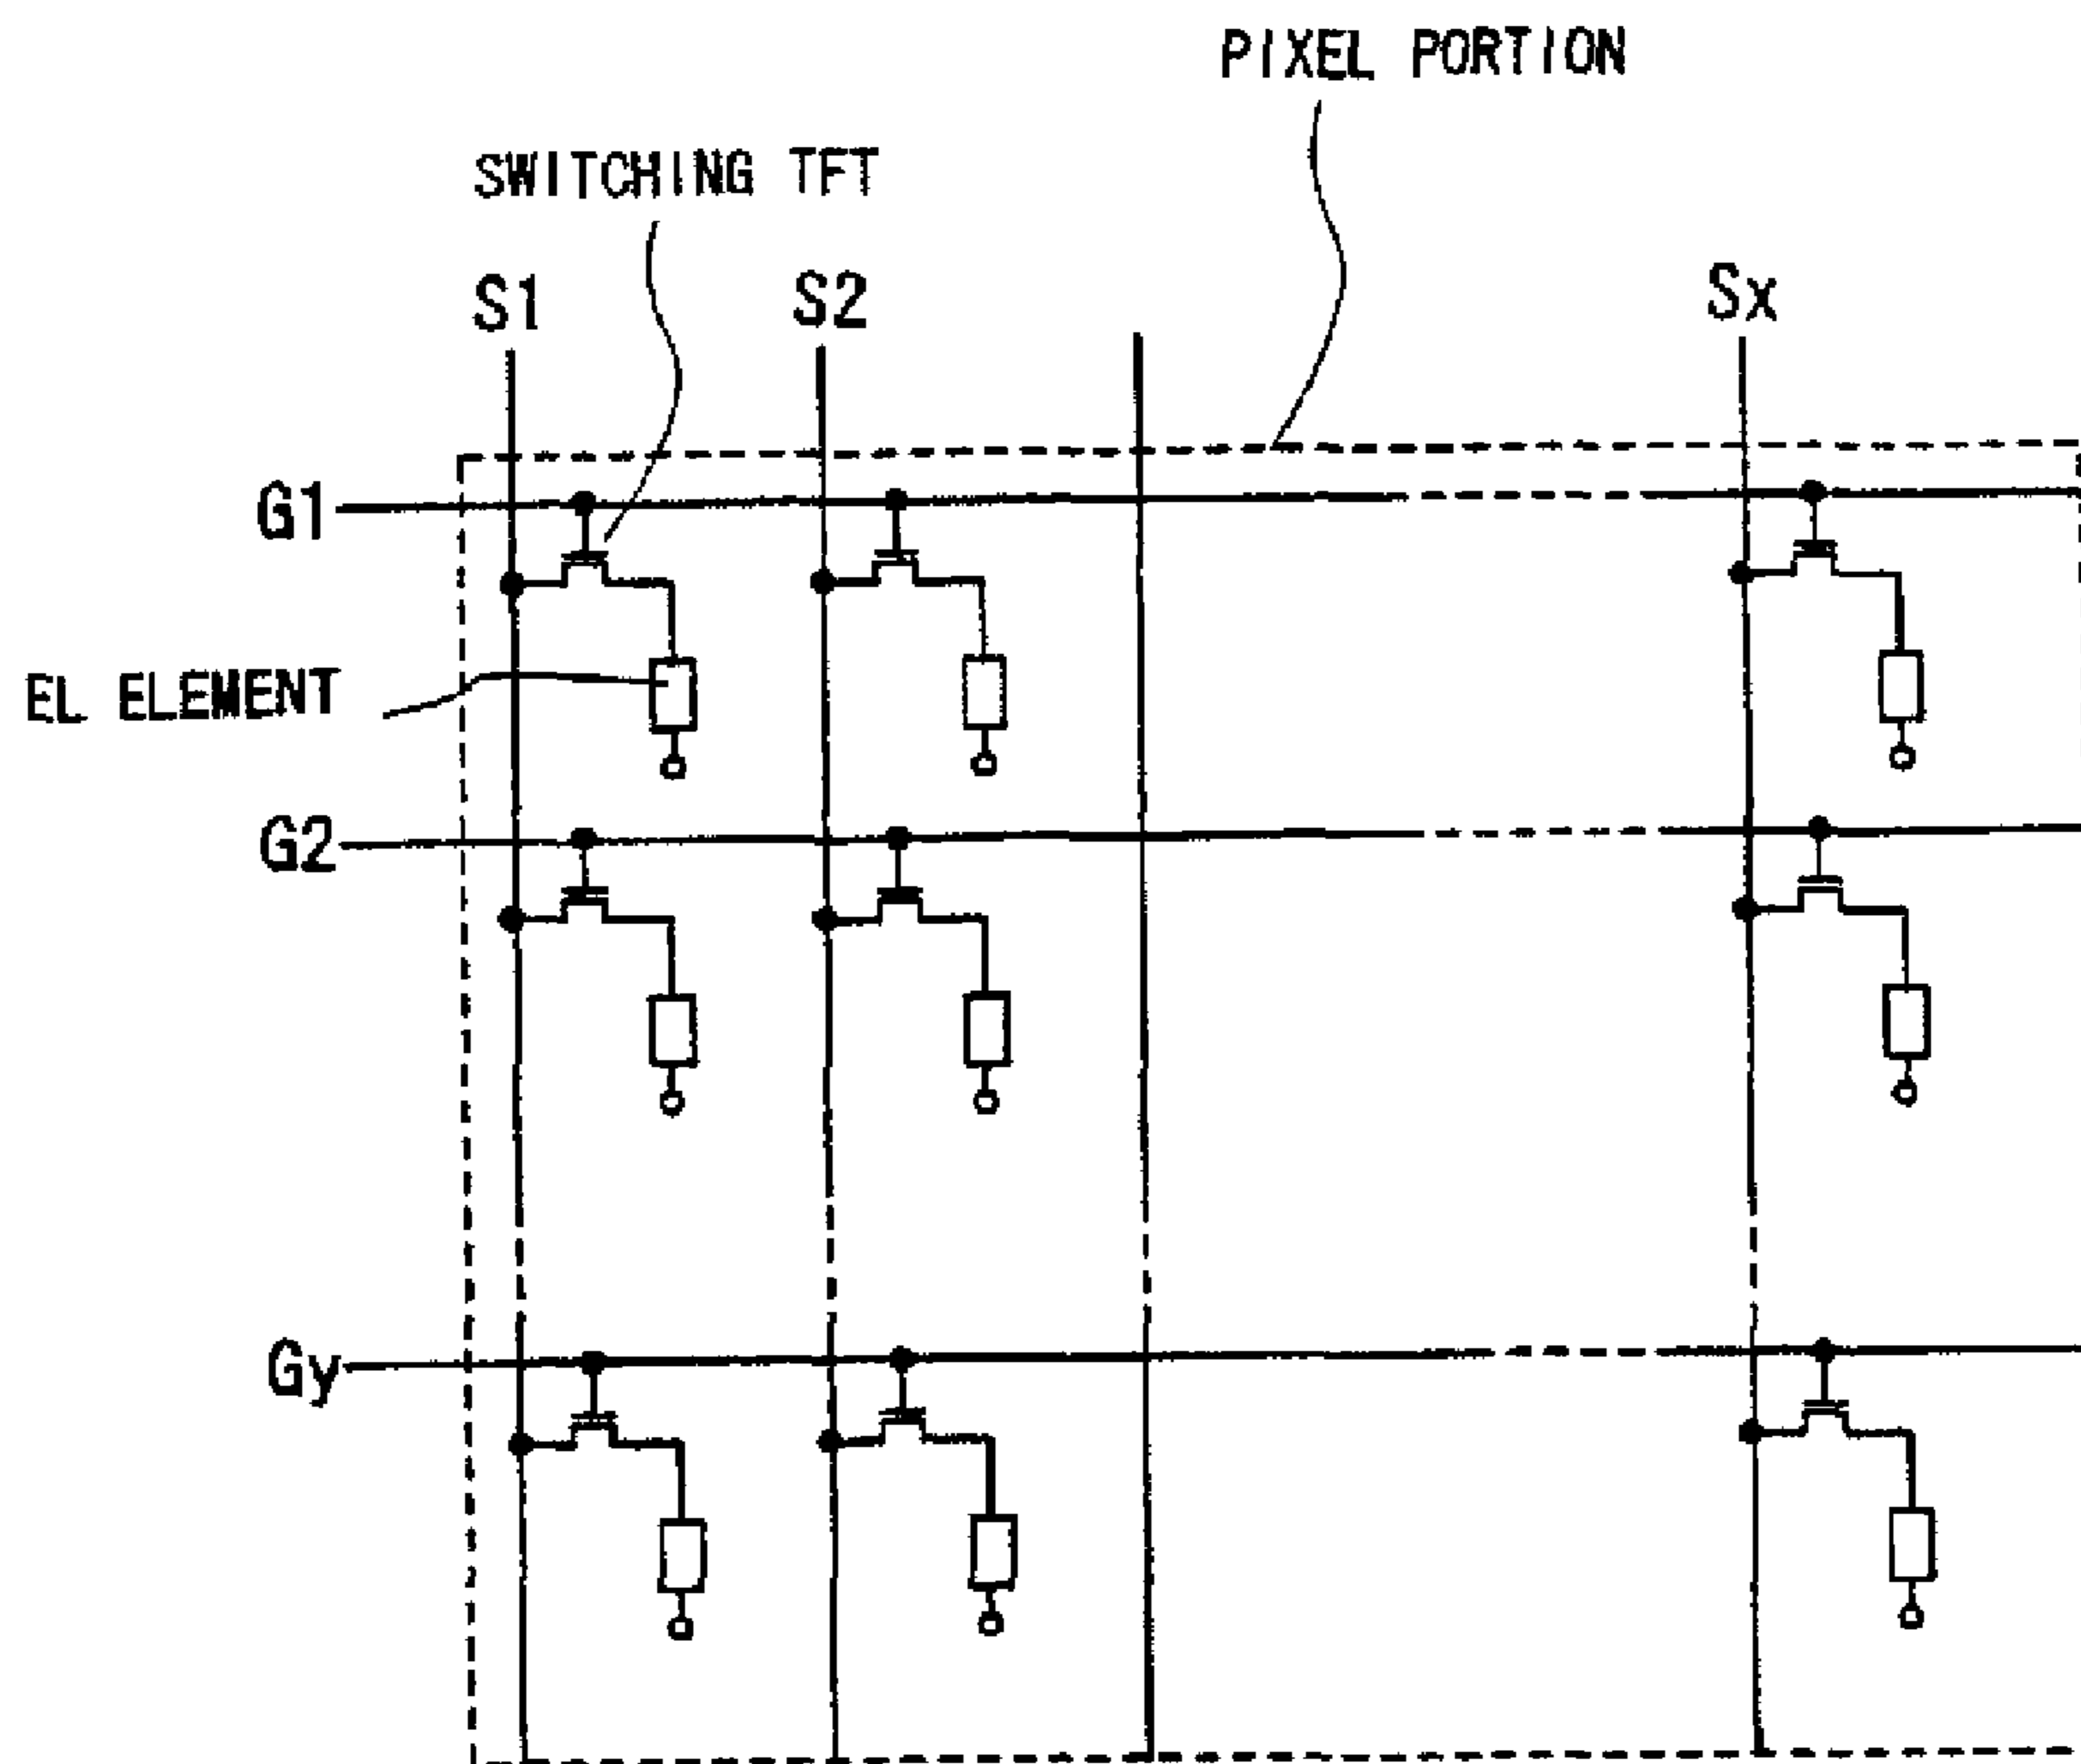 PIXEL PORTION
SWITCHING TFT
S1
S2
Sx
G1
EL ELEMENT
G2
Gy